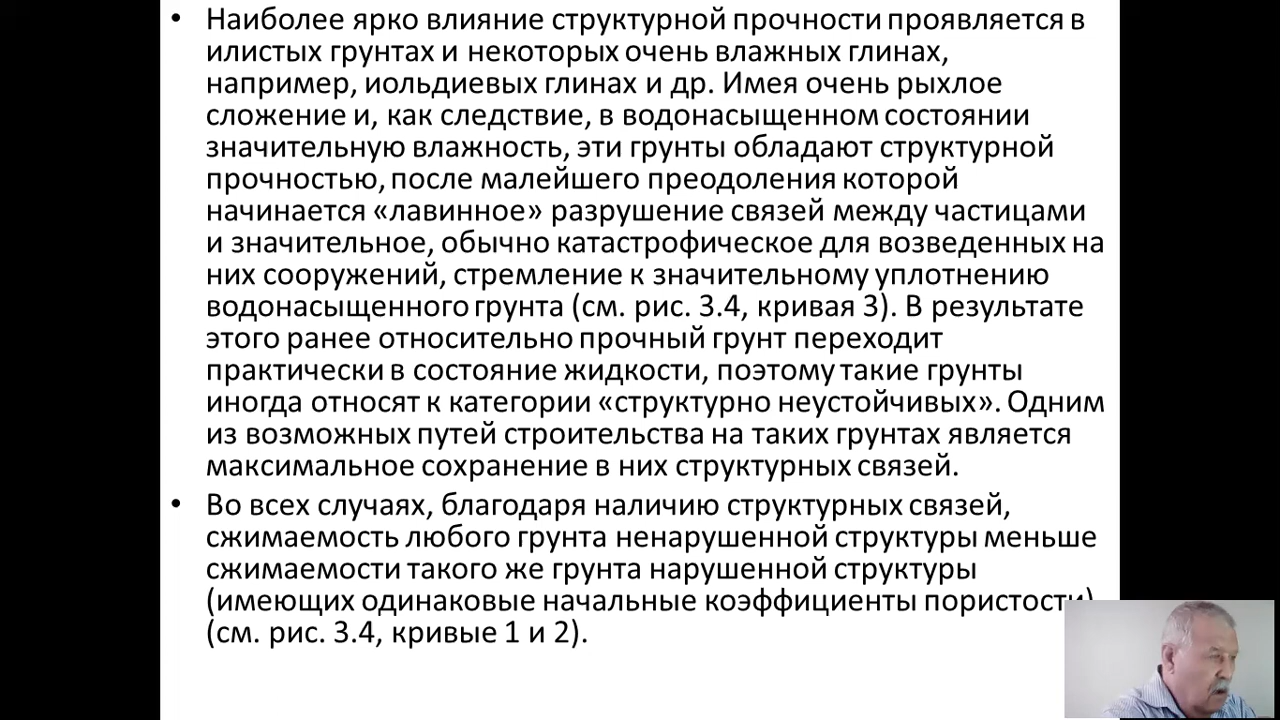 • Наиболее ярко влияние структурной прочности проявляется в
илистых грунтах и некоторых очень влажных глинах,
например, иольдиевых глинах и др. Имея очень рыхлое
сложение и, как следствие, в водонасыщенном состоянии
значительную влажность, эти грунты обладают структурной
прочностью, после малейшего преодоления которой
начинается «лавинное» разрушение связей между частицами
и значительное, обычно катастрофическое для возведенных на
них сооружений, стремление к значительному уплотнению
водонасыщенного грунта (см. рис. 3.4, кривая 3). В результате
этого ранее относительно прочный грунт переходит
практически в состояние жидкости, поэтому такие грунты
иногда относят к категории «структурно неустойчивых». Одним
из возможных путей строительства на таких грунтах является
максимальное сохранение в них структурных связей.
• Во всех случаях, благодаря наличию структурных связей,
сжимаемость любого грунта ненарушенной структуры меньше
сжимаемости такого же грунта нарушенной структуры
(имеющих одинаковые начальные коэффициенты пористости)
(см. рис. 3.4, кривые 1 и 2).